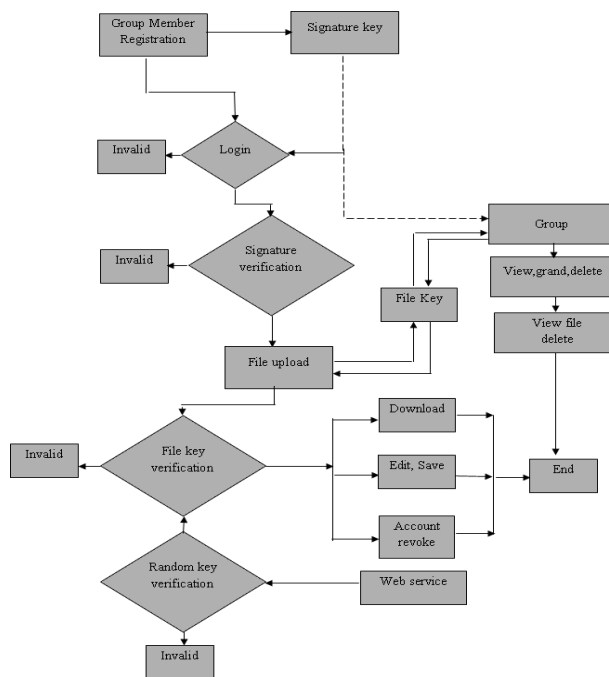 Group Member
Registration
Signature key
Invalid
Login
Group
Signature
verification
Invalid
View,grand,delete
File Key
View file
delete
File upload
Download
Invalid
File key
verification
Edit, Save
End
Account
revoke
Random key
verification
Web service
Invalid